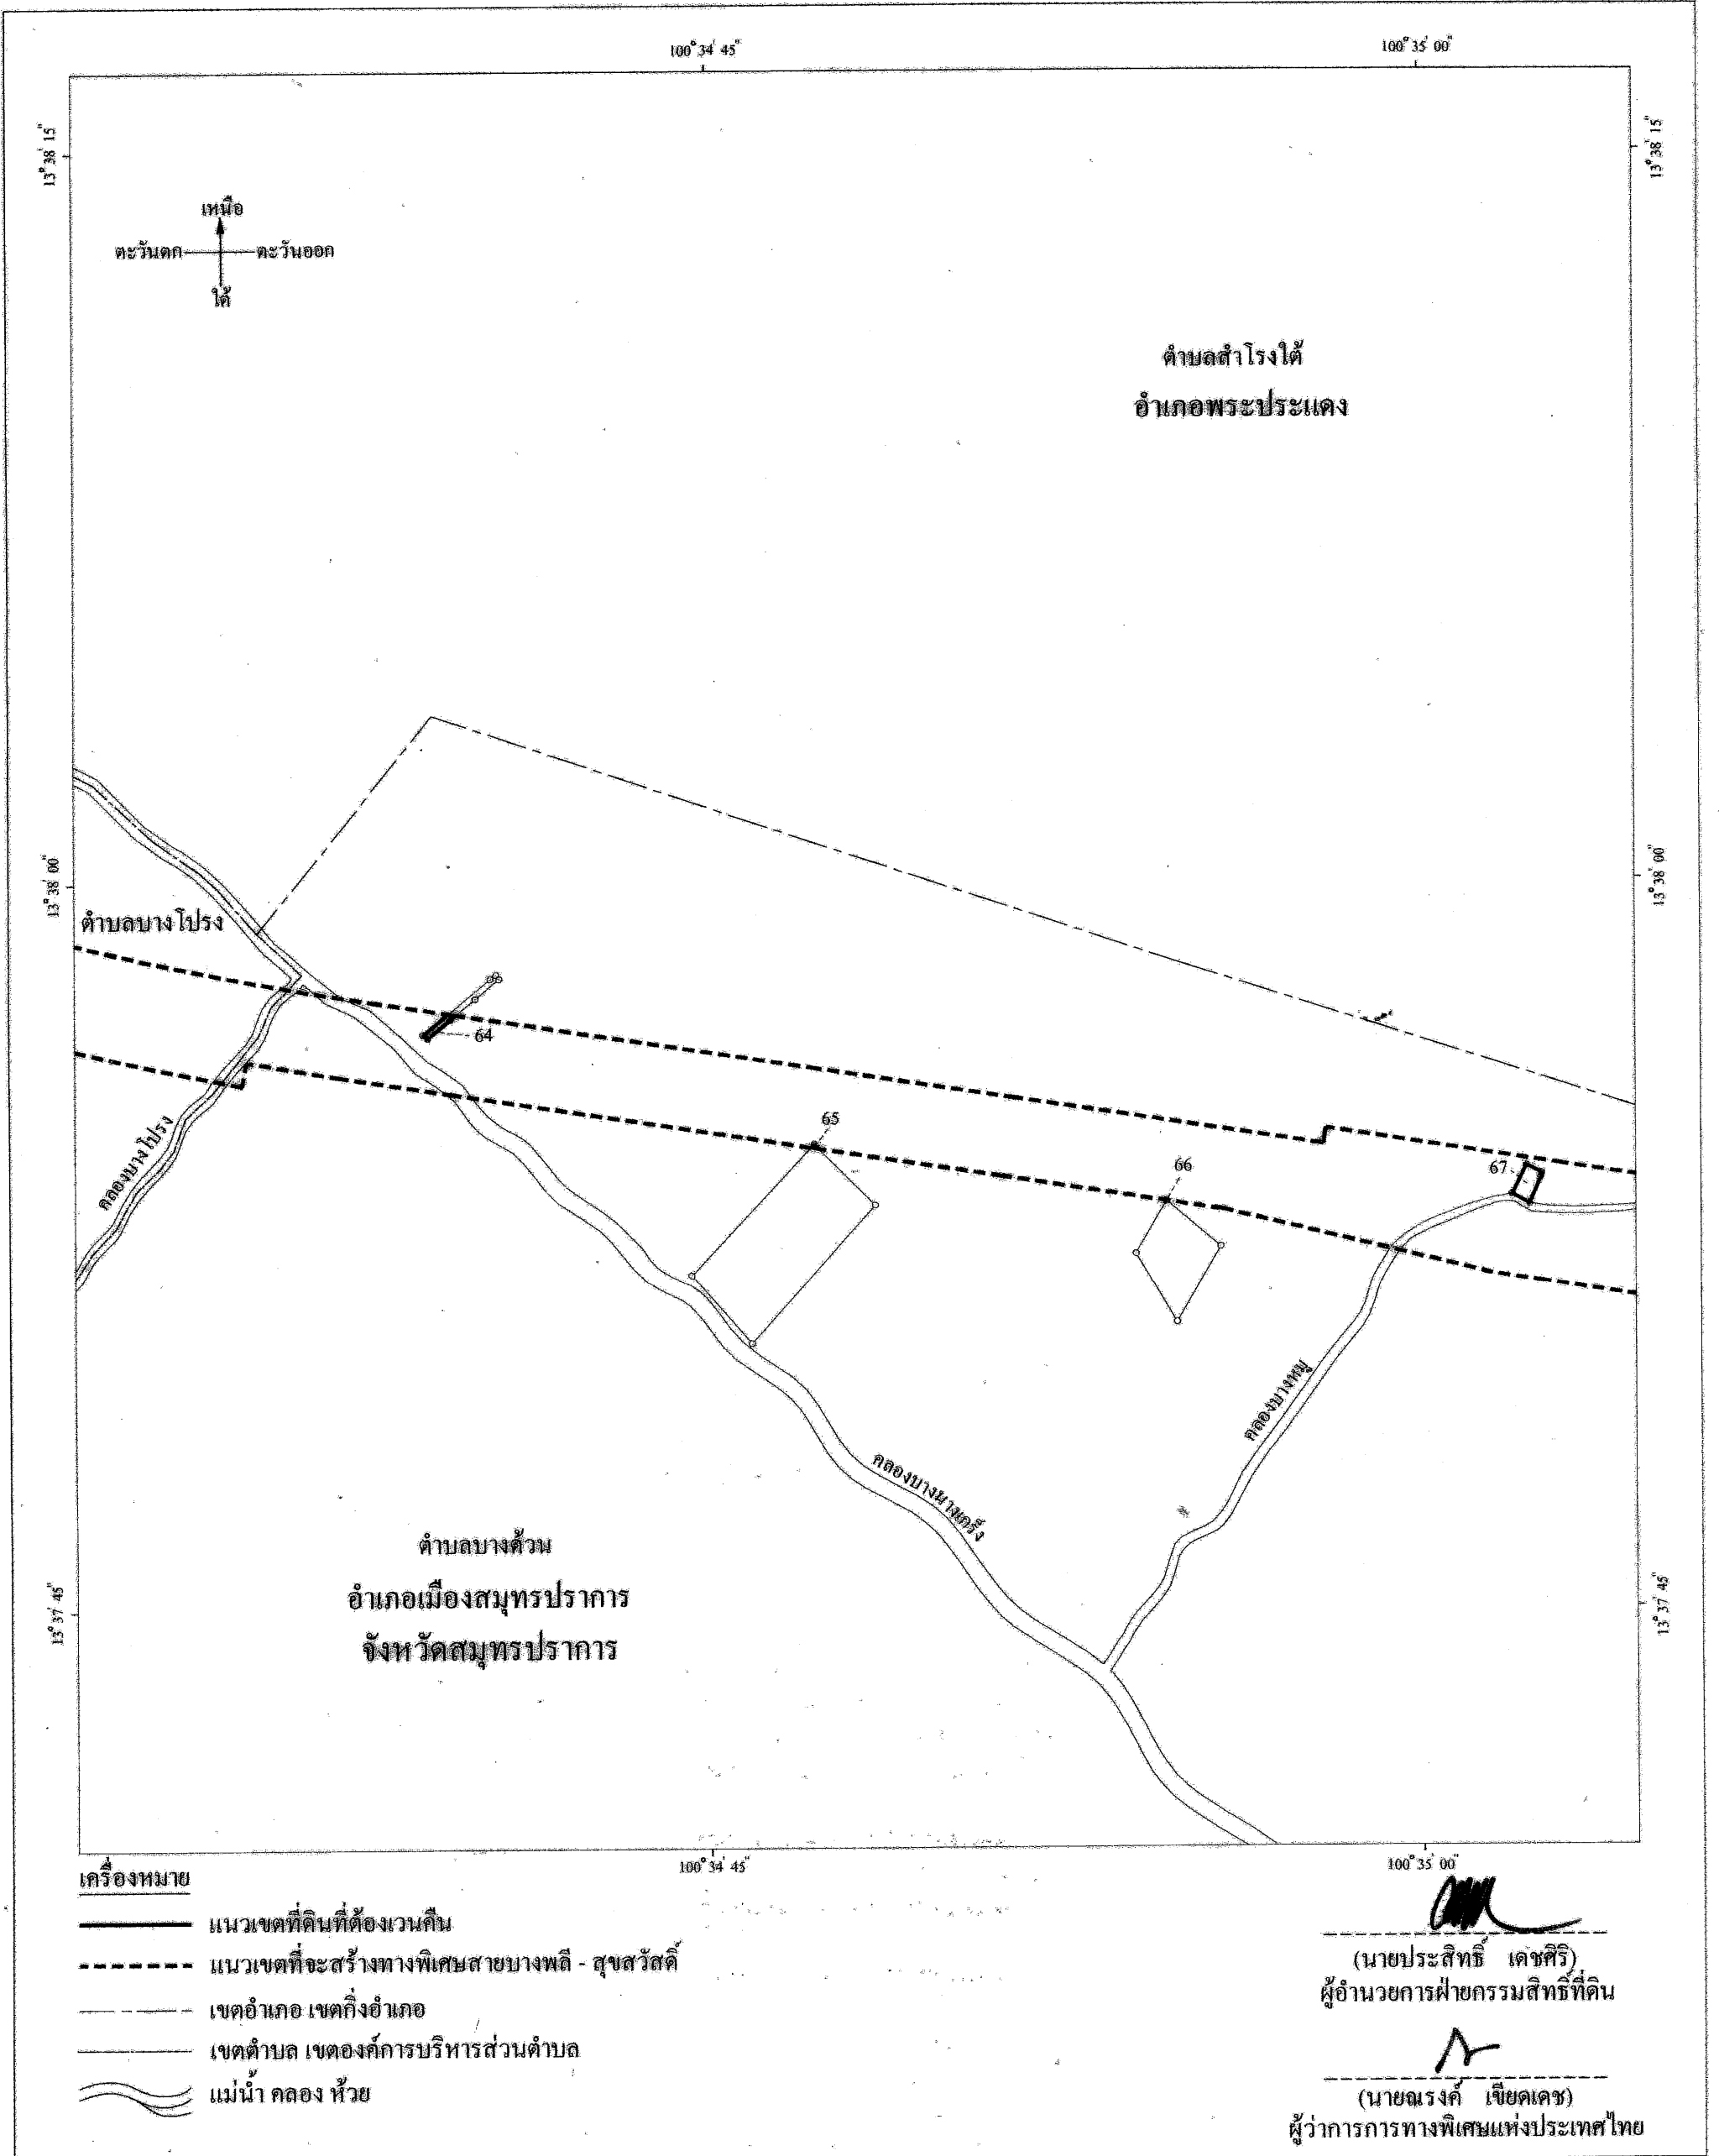 100° 34' 45"
100° 35' 00"
13° 38' 15"
13° 38' 15"
เหนือ
ตะวันตก
ตะวันออก
ใต้
ตำบลสำโรงใต้
อำเภอพระประแดง
13° 38' 00"
13° 38' 00"
ตำบลบางโปรง
64
65
66
67
คลองบางโปรง
คลองบางหมู
คลองบางนางเกร็ง
ตำบลบางด้วน
อำเภอเมืองสมุทรปราการ
จังหวัดสมุทรปราการ
13° 37' 45"
13° 37' 45"
100° 34' 45"
100° 35' 00"
เครื่องหมาย
แนวเขตที่ดินที่ต้องเวนคืน
แนวเขตที่จะสร้างทางพิเศษสายบางพลี - สุขสวัสดิ์
เขตอำเภอ เขตกิ่งอำเภอ
เขตตำบล เขตองค์การบริหารส่วนตำบล
แม่น้ำ คลอง ห้วย
(นายประสิทธิ์ เดชศิริ)
ผู้อำนวยการฝ่ายกรรมสิทธิ์ที่ดิน
(นายณรงค์ เขียดเดช)
ผู้ว่าการการทางพิเศษแห่งประเทศไทย